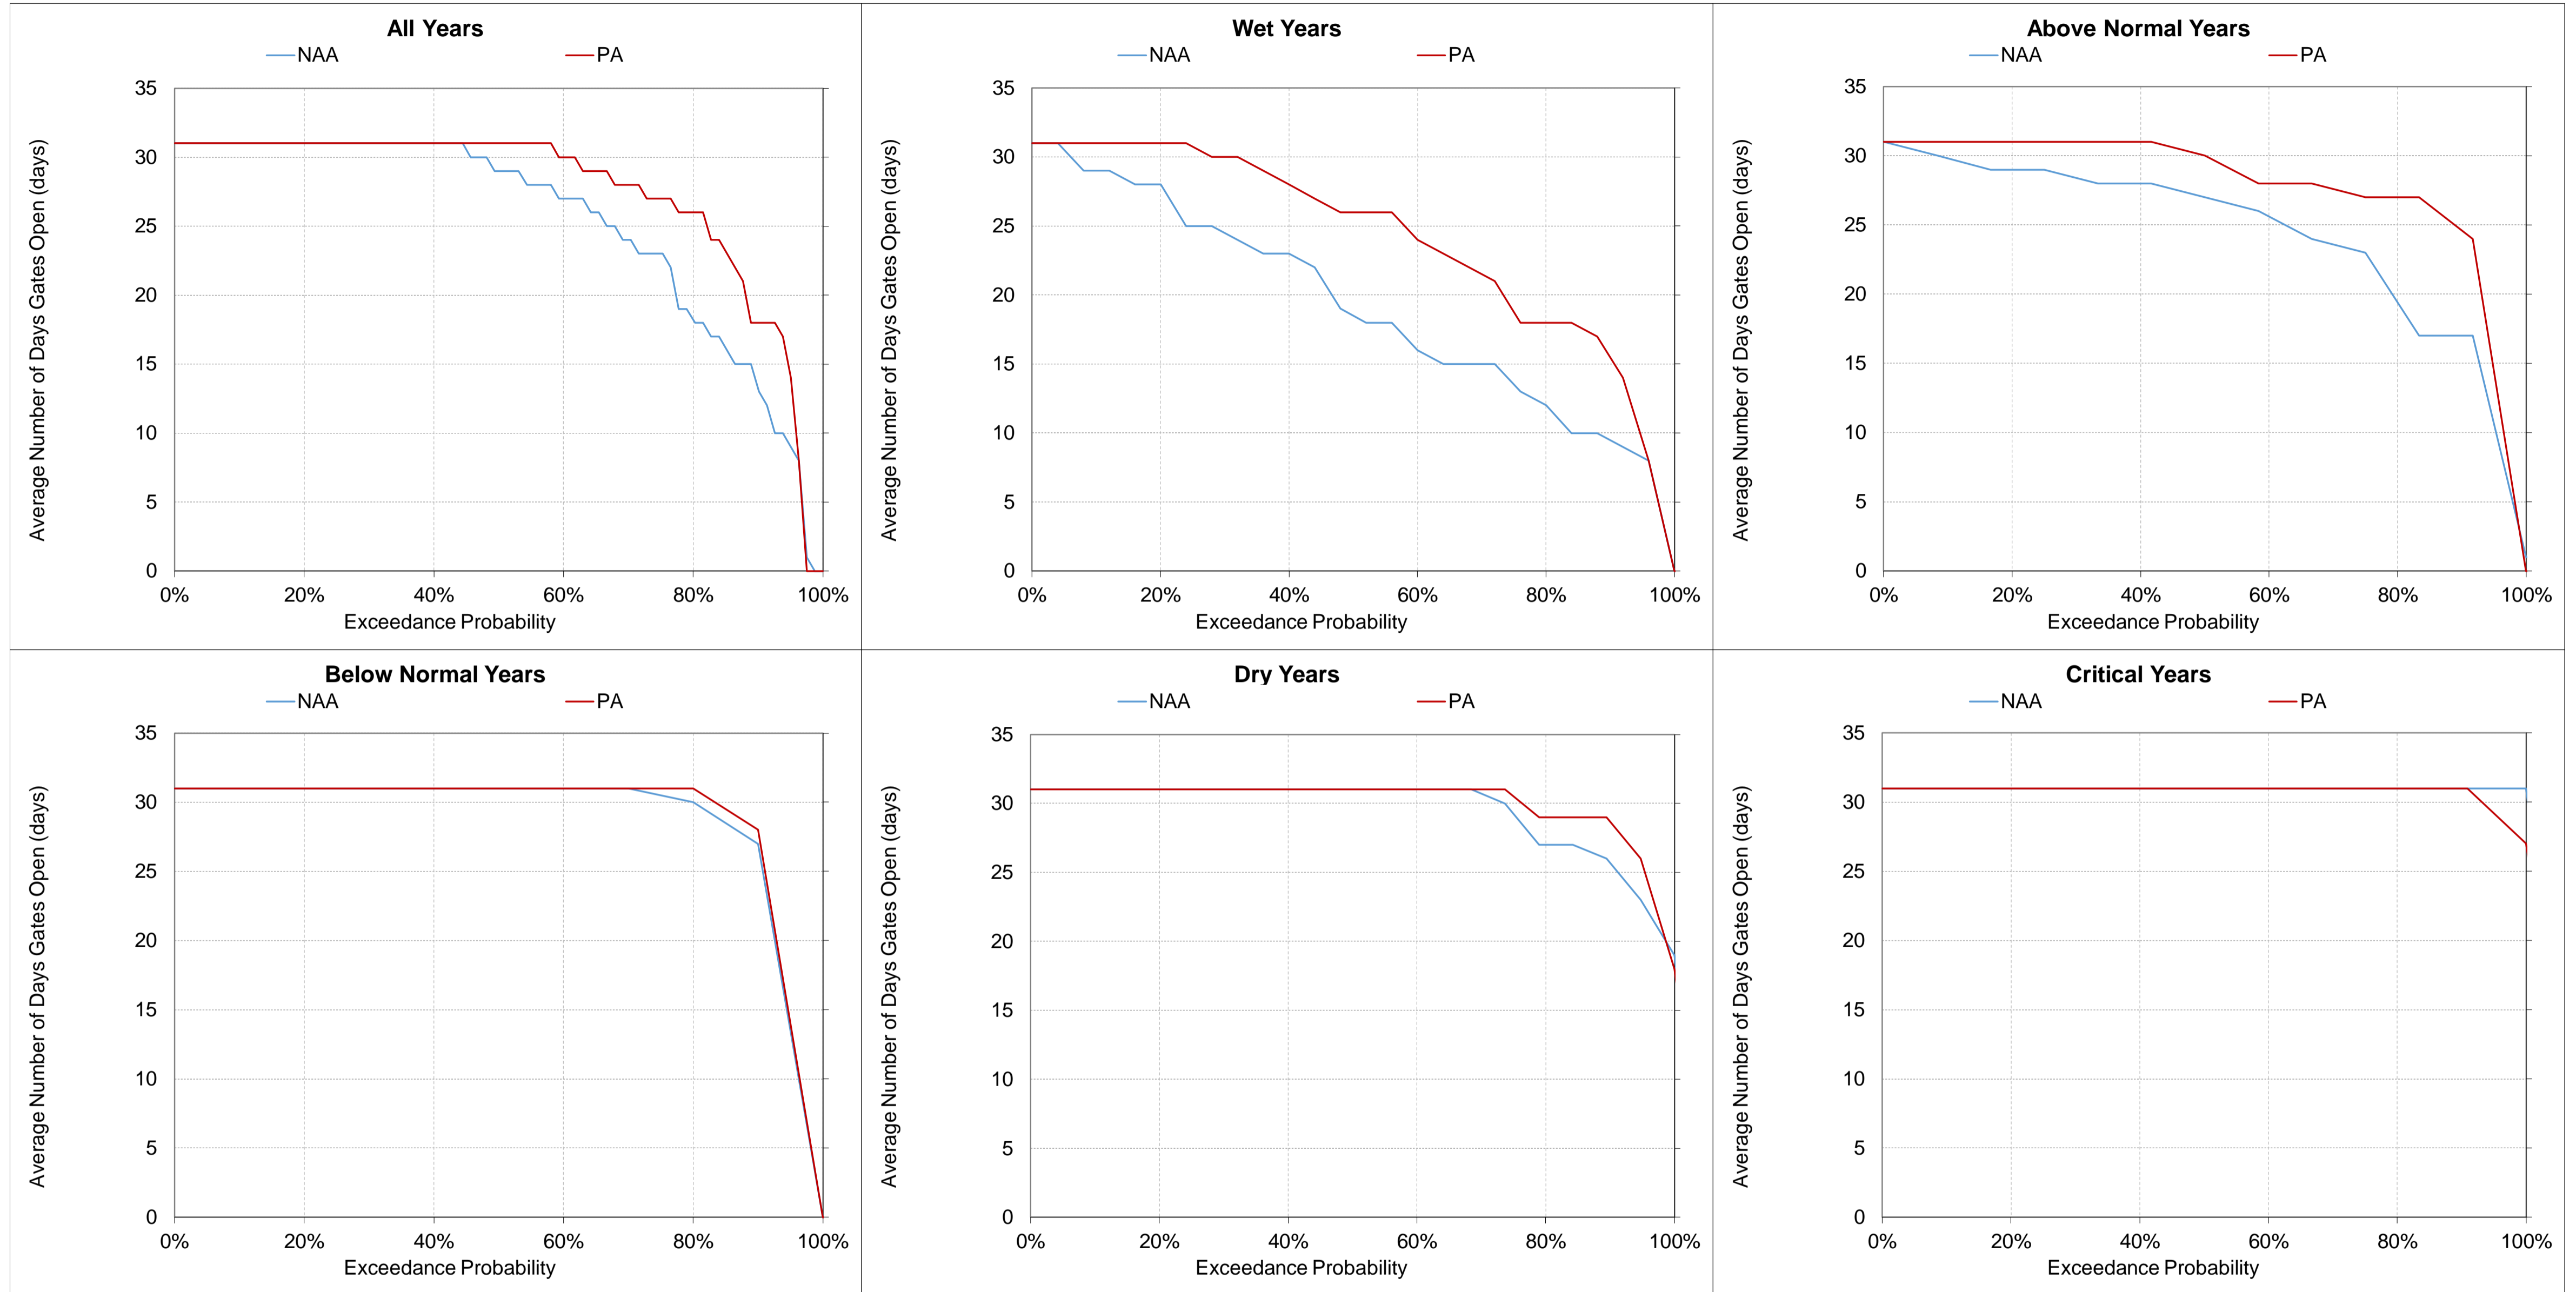 All Years
NAA PA
35
30
25
20
15
10
5
0
0% 20% 40% 60% 80% 100%
Average Number of Days Gates Open (days)
Exceedance Probability
Wet Years
NAA PA
35
30
25
20
15
10
5
0
0% 20% 40% 60% 80% 100%
Average Number of Days Gates Open (days)
Exceedance Probability
Above Normal Years
NAA PA
35
30
25
20
15
10
5
0
0% 20% 40% 60% 80% 100%
Average Number of Days Gates Open (days)
Exceedance Probability
Below Normal Years
NAA PA
35
30
25
20
15
10
5
0
0% 20% 40% 60% 80% 100%
Average Number of Days Gates Open (days)
Exceedance Probability
Dry Years
NAA PA
35
30
25
20
15
10
5
0
0% 20% 40% 60% 80% 100%
Average Number of Days Gates Open (days)
Exceedance Probability
Critical Years
NAA PA
35
30
25
20
15
10
5
0
0% 20% 40% 60% 80% 100%
Average Number of Days Gates Open (days)
Exceedance Probability